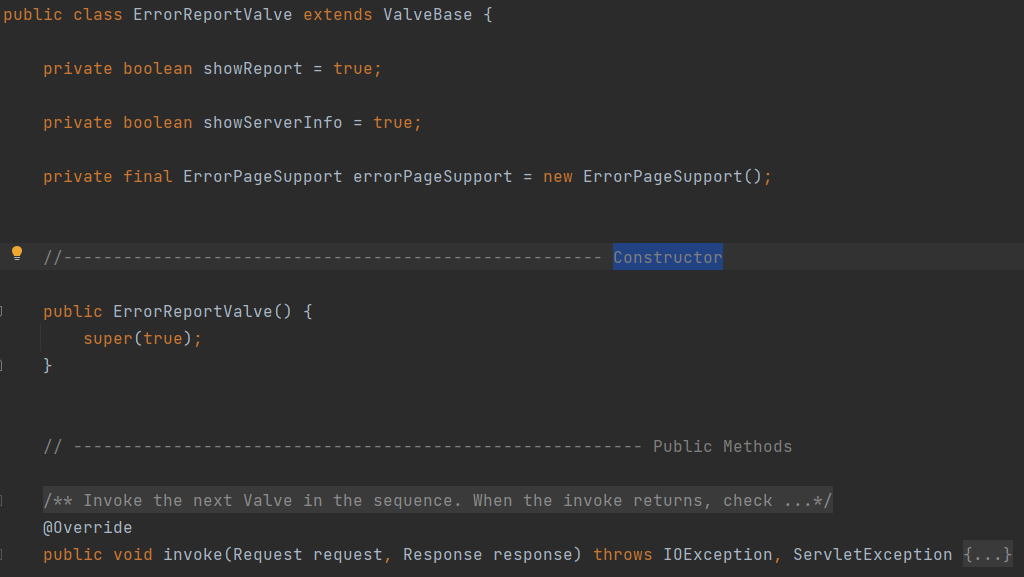 public class ErrorReportValve extends ValveBase {
private boolean showReport = true;
private boolean showServerInfo = true;
private final ErrorPageSupport errorPageSupport = new ErrorPageSupport();
//------------------------------------------------------ Constructor
public ErrorReportValve() {
super(true);
}
// --------------------------------------------------------- Public Methods
/** Invoke the next Valve in the sequence. When the invoke returns, check ...*/
@Override
public void invoke(Request request, Response response) throws IOException, ServletException {...}